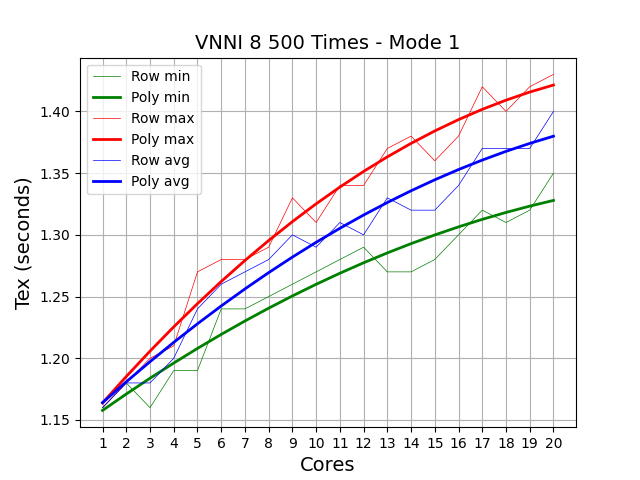 VNNI 8 500 Times - Mode 1
Row min
Poly min
Row max
Poly max
Row avg
Poly avg
Tex (seconds)
1.40
1.35
1.30
1.25
1.20
1.15
1 2 3 4 5 6 7 8 9 10 11 12 13 14 15 16 17 18 19 20
Cores